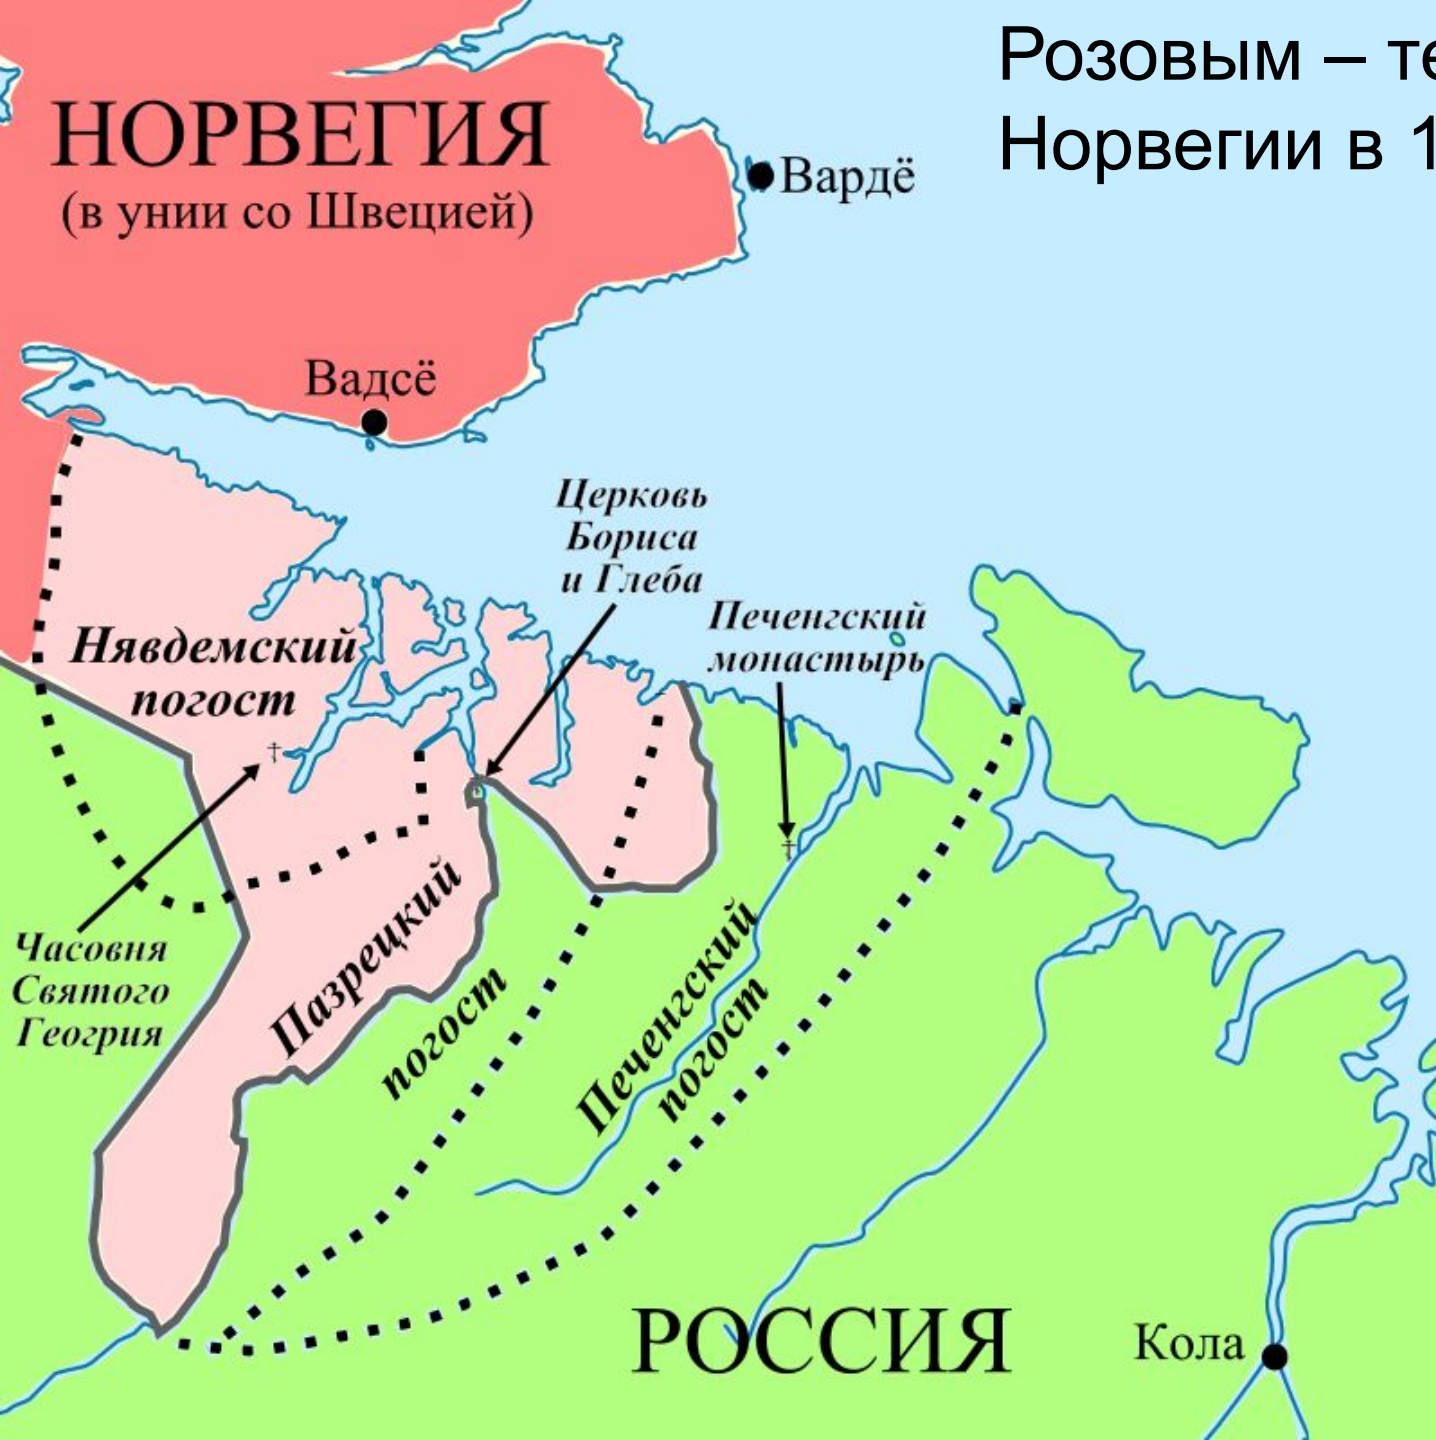 Розовым – те
Норвегии в 1
НОРВЕГИЯ
(в унии со Швецией)
Вардё
Вадсё
Церковь
Бориса
и Глеба
Печенгский
монастырь
Нявдемский
погост
Часовня
Святого
Геогрия
Пазрецкий
погост
Печенгский
погост
РОССИЯ
Кола